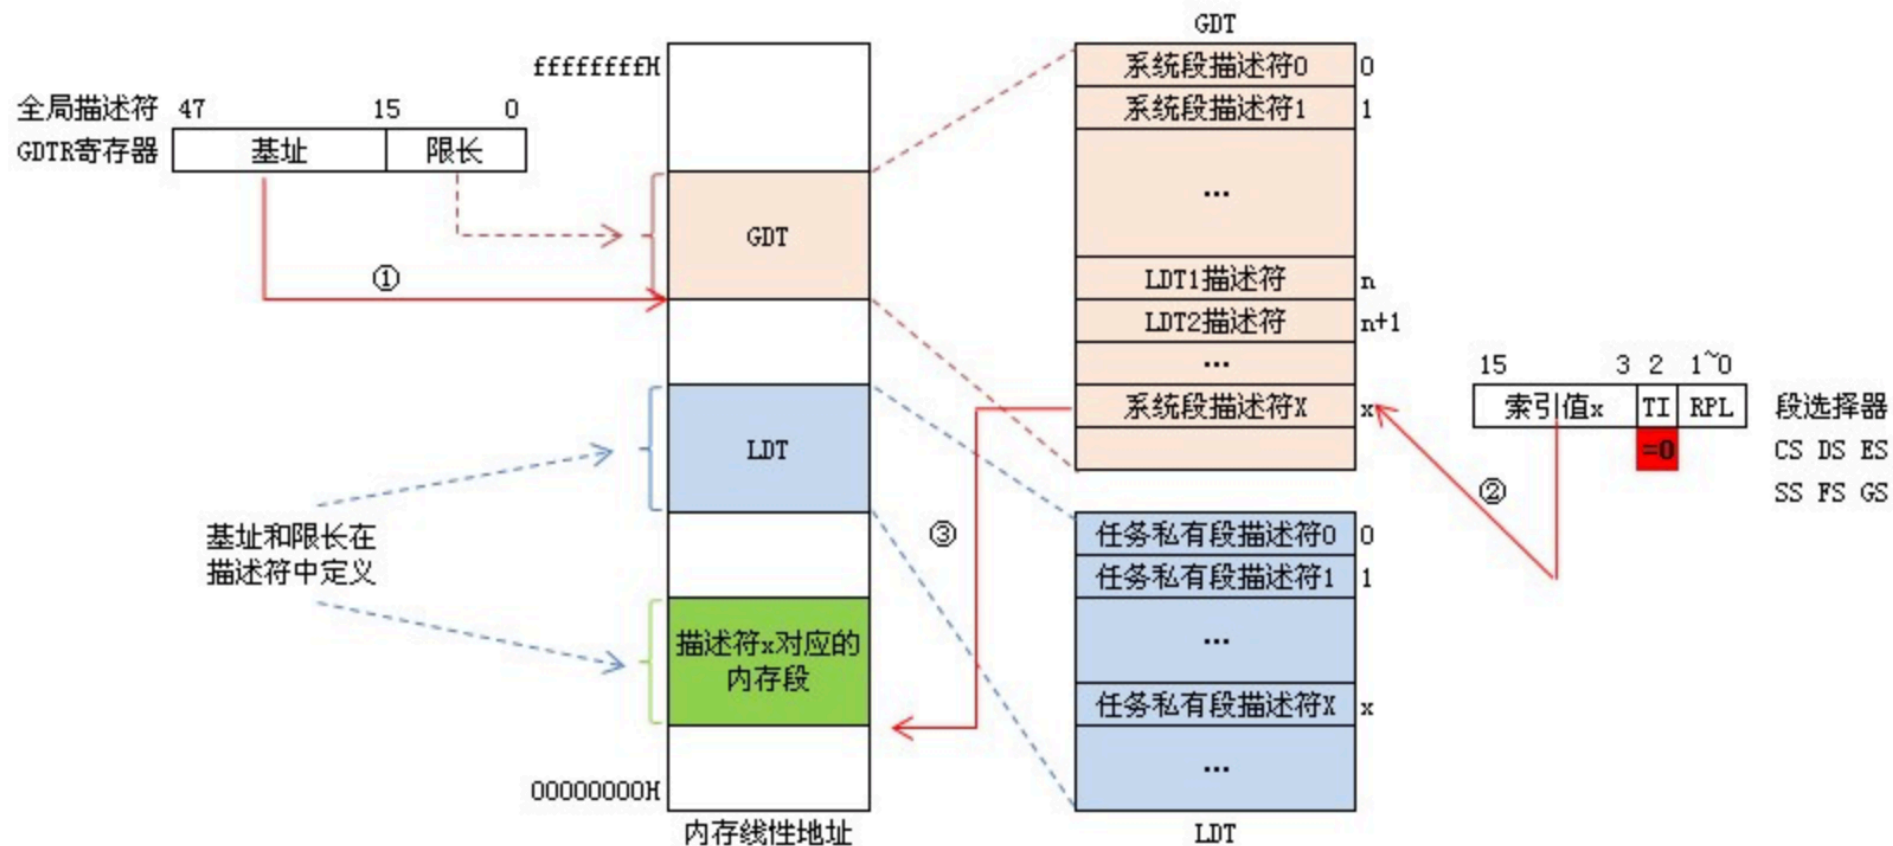 GDT
ffffffffH
系统段描述符0 0
全局描述符 47 15 0
系统段描述符1 1
GDTR寄存器 基址 限长
...
GDT
①
LDT1描述符 n
LDT2描述符 n+1
...
15 3 2 1~0
系统段描述符X x
索引值x TI RPL 段选择器
=0 CS DS ES
LDT
② SS FS GS
基址和限长在
描述符中定义
③
任务私有段描述符0 0
任务私有段描述符1 1
...
描述符x对应的
内存段
任务私有段描述符X x
...
00000000H
内存线性地址
LDT